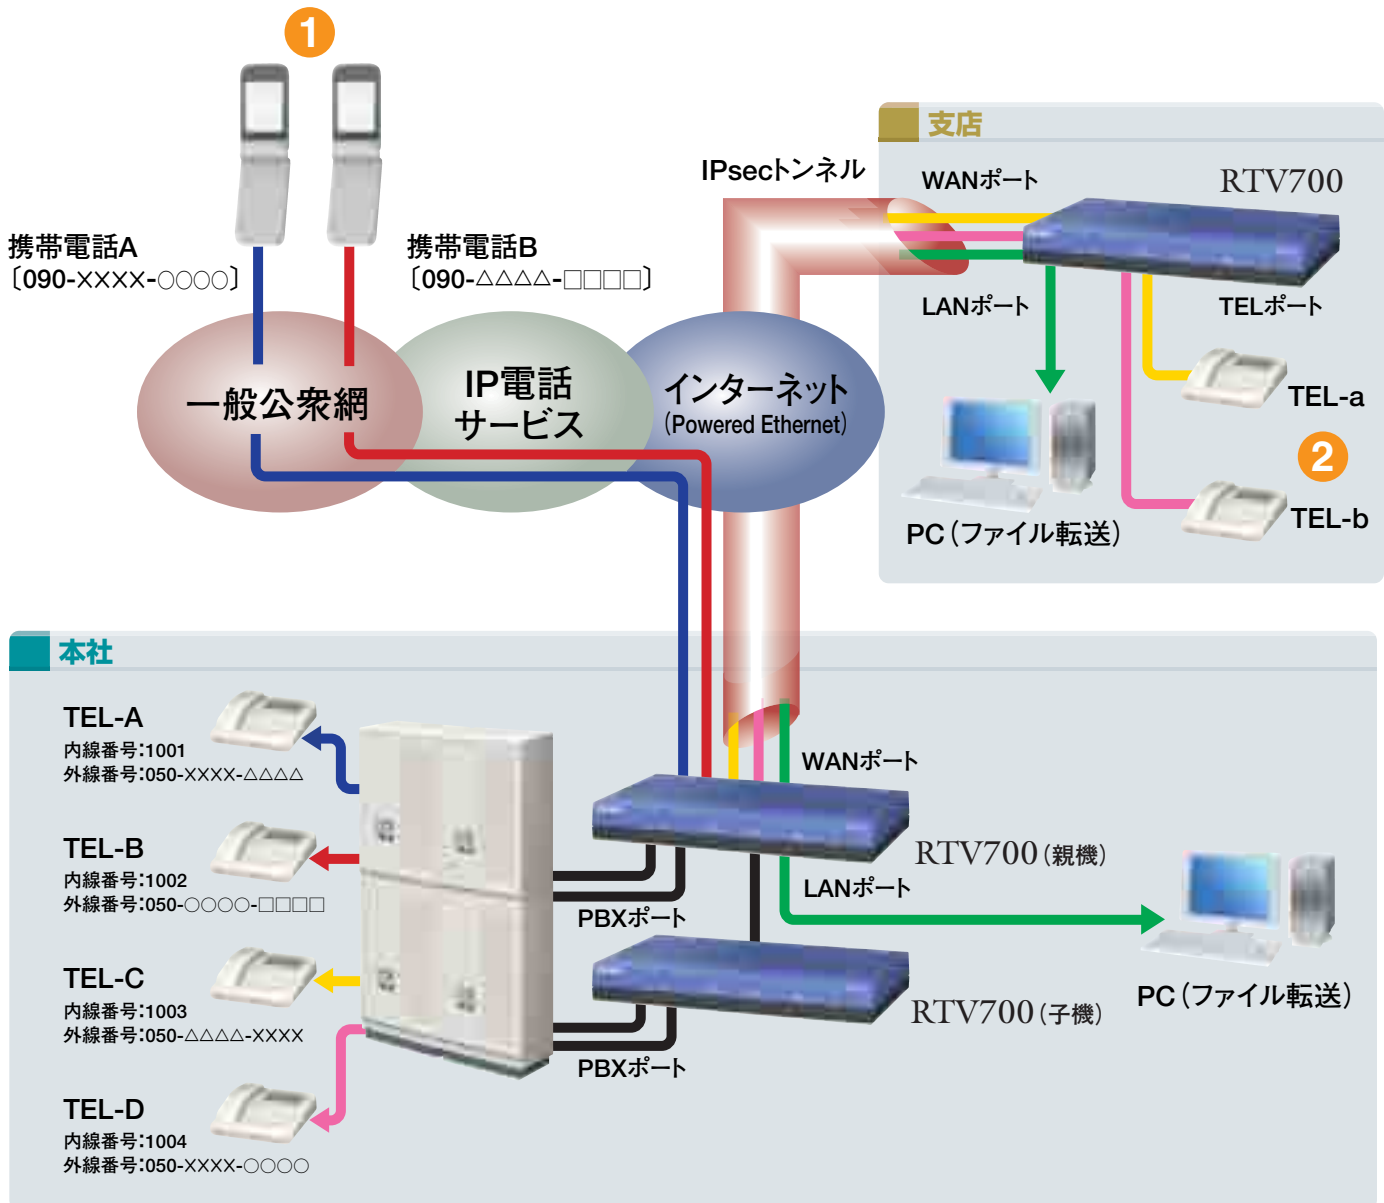 1
携帯電話A
〔090-××××-○○○○〕
携帯電話B
〔090-△△△△-□□□□〕
一般公衆網
IP電話
サービス
インターネット
(Powered Ethernet)
IPsecトンネル
支店
WANポート
RTV700
LANポート
TELポート
TEL-a
2
TEL-b
PC(ファイル転送)
本社
TEL-A
内線番号:1001
外線番号:050-XXXX-△△△△
TEL-B
内線番号:1002
外線番号:050-○○○○-□□□□
TEL-C
内線番号:1003
外線番号:050-△△△△-XXXX
TEL-D
内線番号:1004
外線番号:050-XXXX-○○○○
WANポート
RTV700(親機)
LANポート
PBXポート
RTV700(子機)
PBXポート
PC(ファイル転送)